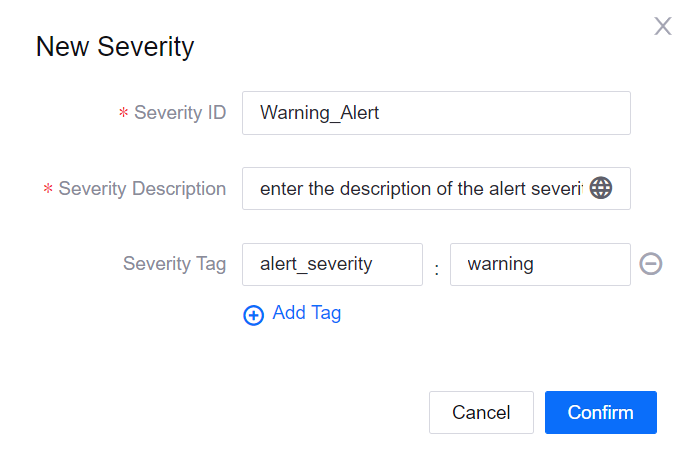 New Severity
* Severity ID Warning_Alert
* Severity Description enter the description of the alert
Severity Tag alert_severity : warning
Add Tag
Cancel Confirm